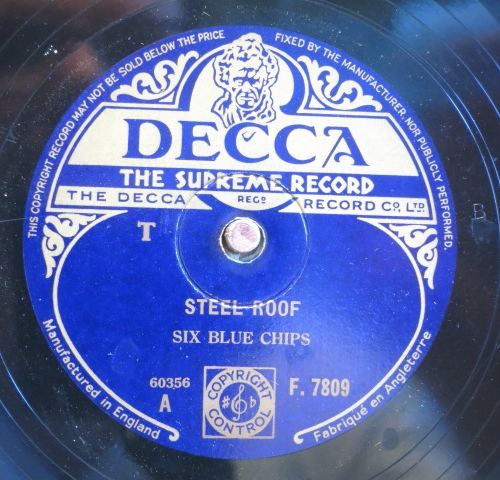 THIS COPYRIGHT RECORD MAY NOT BE SOLD BELOW THE PRICE FIXED BY THE MANUFACTURER, NOR PUBLICLY PERFORMED.
DECCA
THE SUPREME RECORD
THE DECCA REGD RECORD CO., LTD.
T
B
STEEL ROOF
SIX BLUE CHIPS
60356
A
COPYRIGHT CONTROL
F. 7809
Manufactured in England
Fabriqué en Angleterre